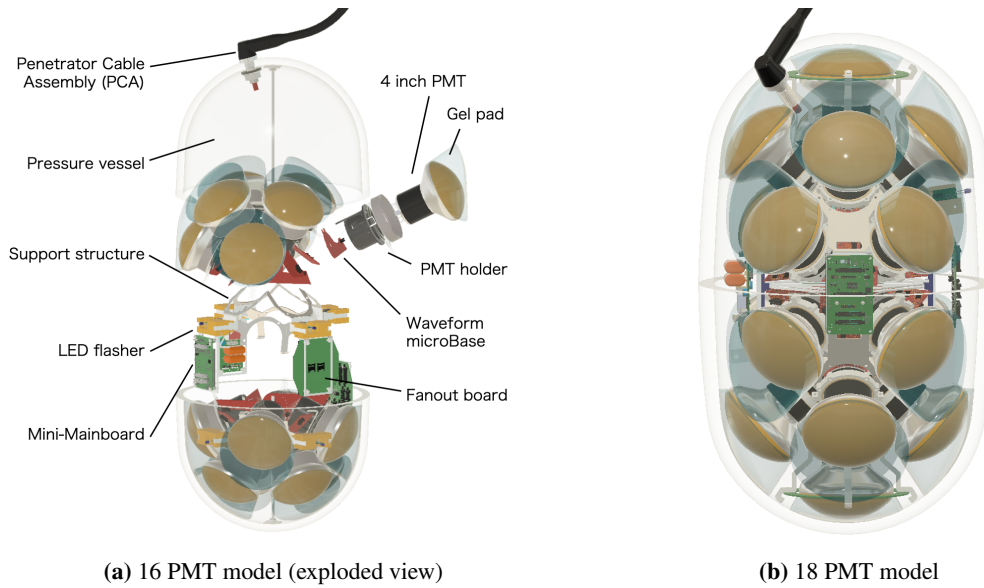 Penetrator Cable
Assembly (PCA)
4 inch PMT
Gel pad
Pressure vessel
Support structure
PMT holder
LED flasher
Waveform
microBase
Fanout board
Mini-Mainboard
(a) 16 PMT model (exploded view)
(b) 18 PMT model